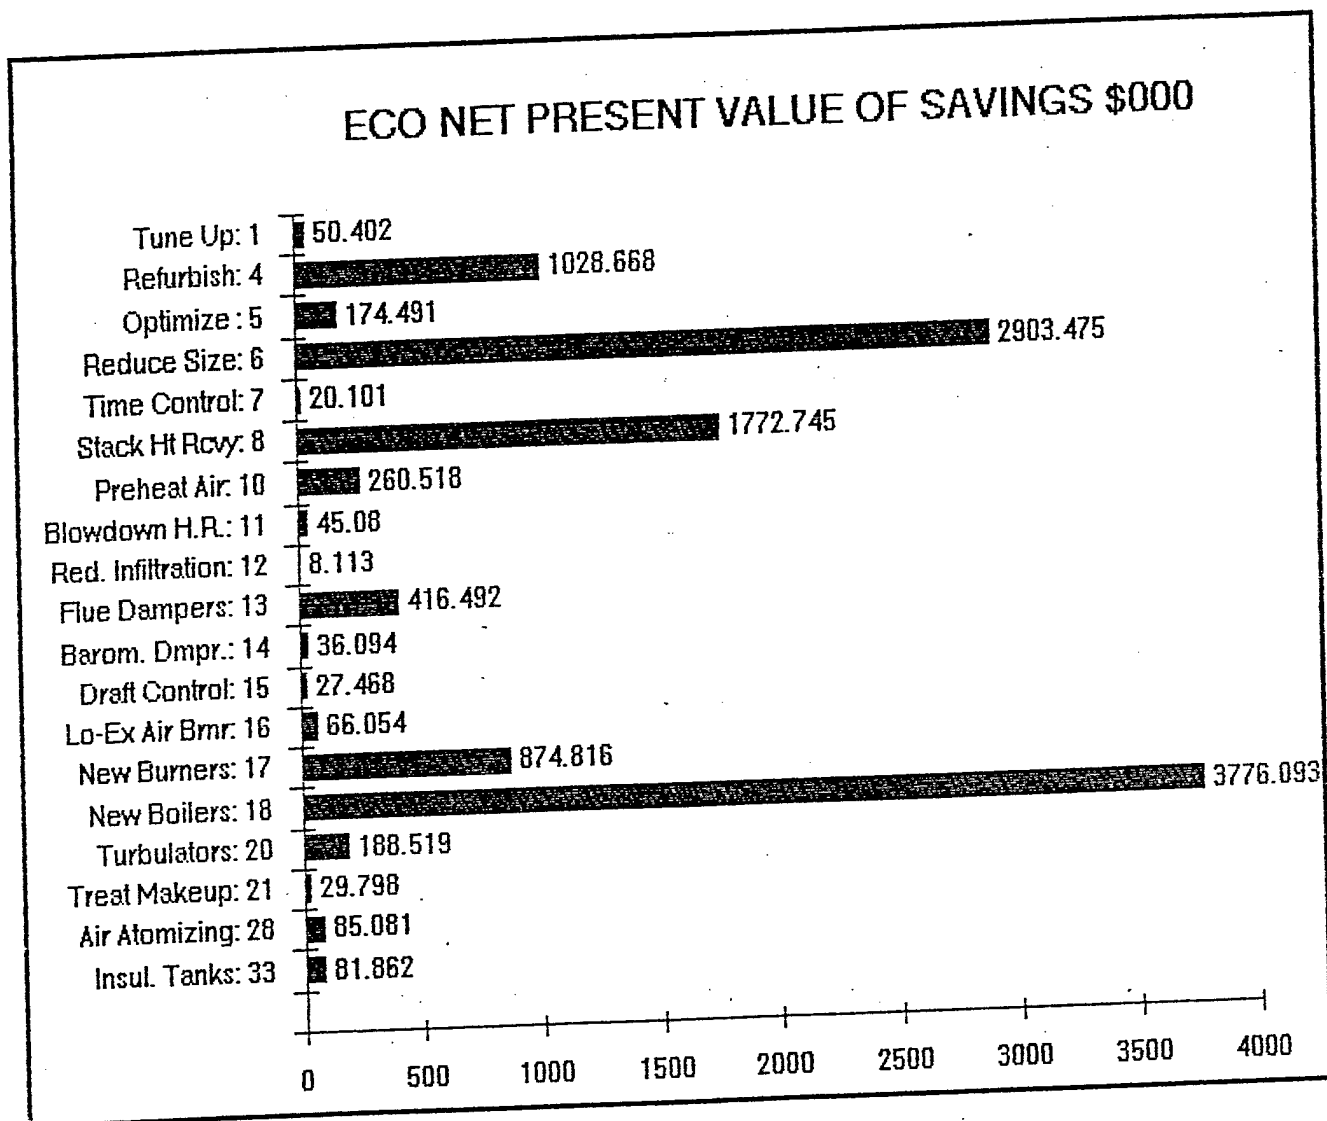 ECO NET PRESENT VALUE OF SAVINGS $000
Tune Up: 1 50.402
Refurbish: 4 1028.668
Optimize : 5 174.491
Reduce Size: 6 2903.475
Time Control: 7 20.101
Stack Ht Rcvy: 8 1772.745
Preheat Air: 10 260.518
Blowdown H.R.: 11 45.08
Red. Infiltration: 12 8.113
Flue Dampers: 13 416.492
Barom. Dmpr.: 14 36.094
Draft Control: 15 27.468
Lo-Ex Air Brnr: 16 66.054
New Burners: 17 874.816
New Boilers: 18 3776.093
Turbulators: 20 188.519
Treat Makeup: 21 29.798
Air Atomizing: 28 85.081
Insul. Tanks: 33 81.862
0 500 1000 1500 2000 2500 3000 3500 4000